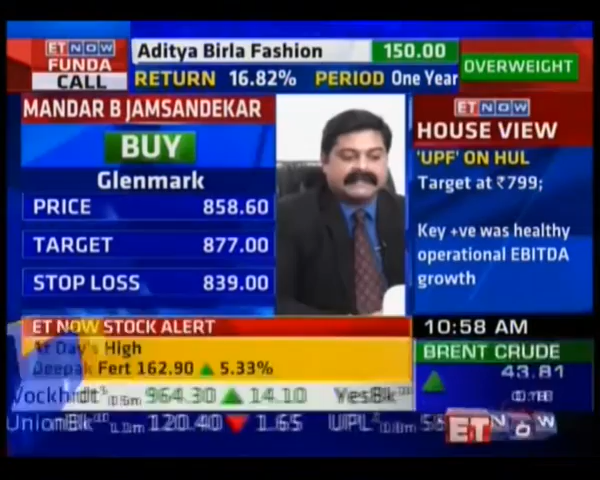 ET NOW
FUNDA
CALL
Aditya Birla Fashion 150.00
RETURN 16.82% PERIOD One Year
OVERWEIGHT
MANDAR B JAMSANDEKAR
BUY
Glenmark
PRICE 858.60
TARGET 877.00
STOP LOSS 839.00
ET NOW
HOUSE VIEW
'UPF' ON HUL
Target at ₹799;
Key +ve was healthy
operational EBITDA
growth
ET NOW STOCK ALERT
At Day's High
Deepak Fert 162.90 ▲ 5.33%
10:58 AM
BRENT CRUDE
▲ 43.81
964.30 ▲ 14.10 YesBk
UnionBk 120.40 ▼ 1.65 UPL
ET NOW